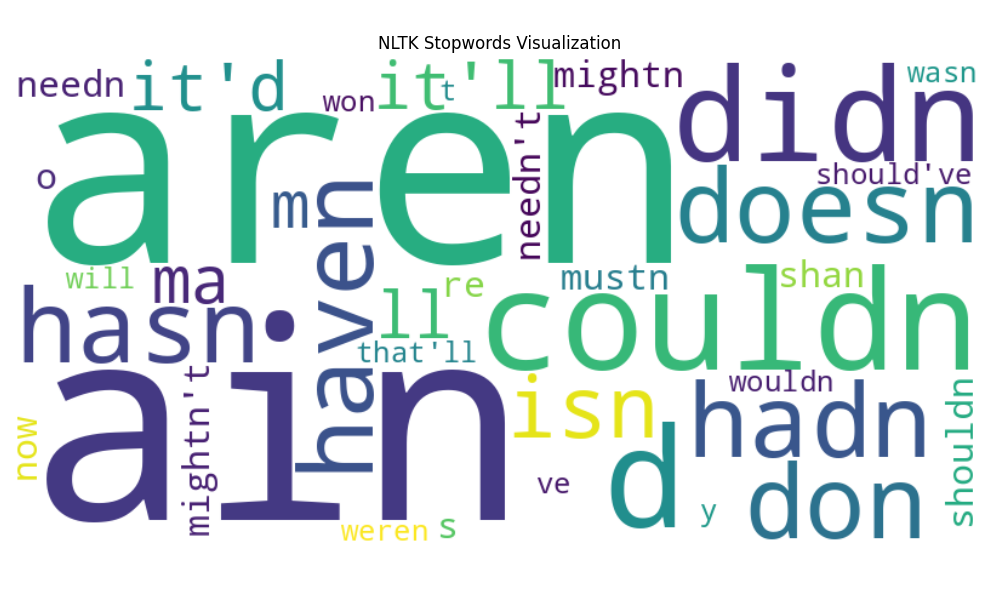 NLTK Stopwords Visualization
needn
it'd
won
it'll
t
mightn
didn
wasn
aren
o
m
haven
needn't
should've
doesn
will
ma
hasn
ll
re
mustn
shan
couldn
that'll
ain
mightn't
now
isn
wouldn
hadn
shouldn
d
don
ve
y
weren
s